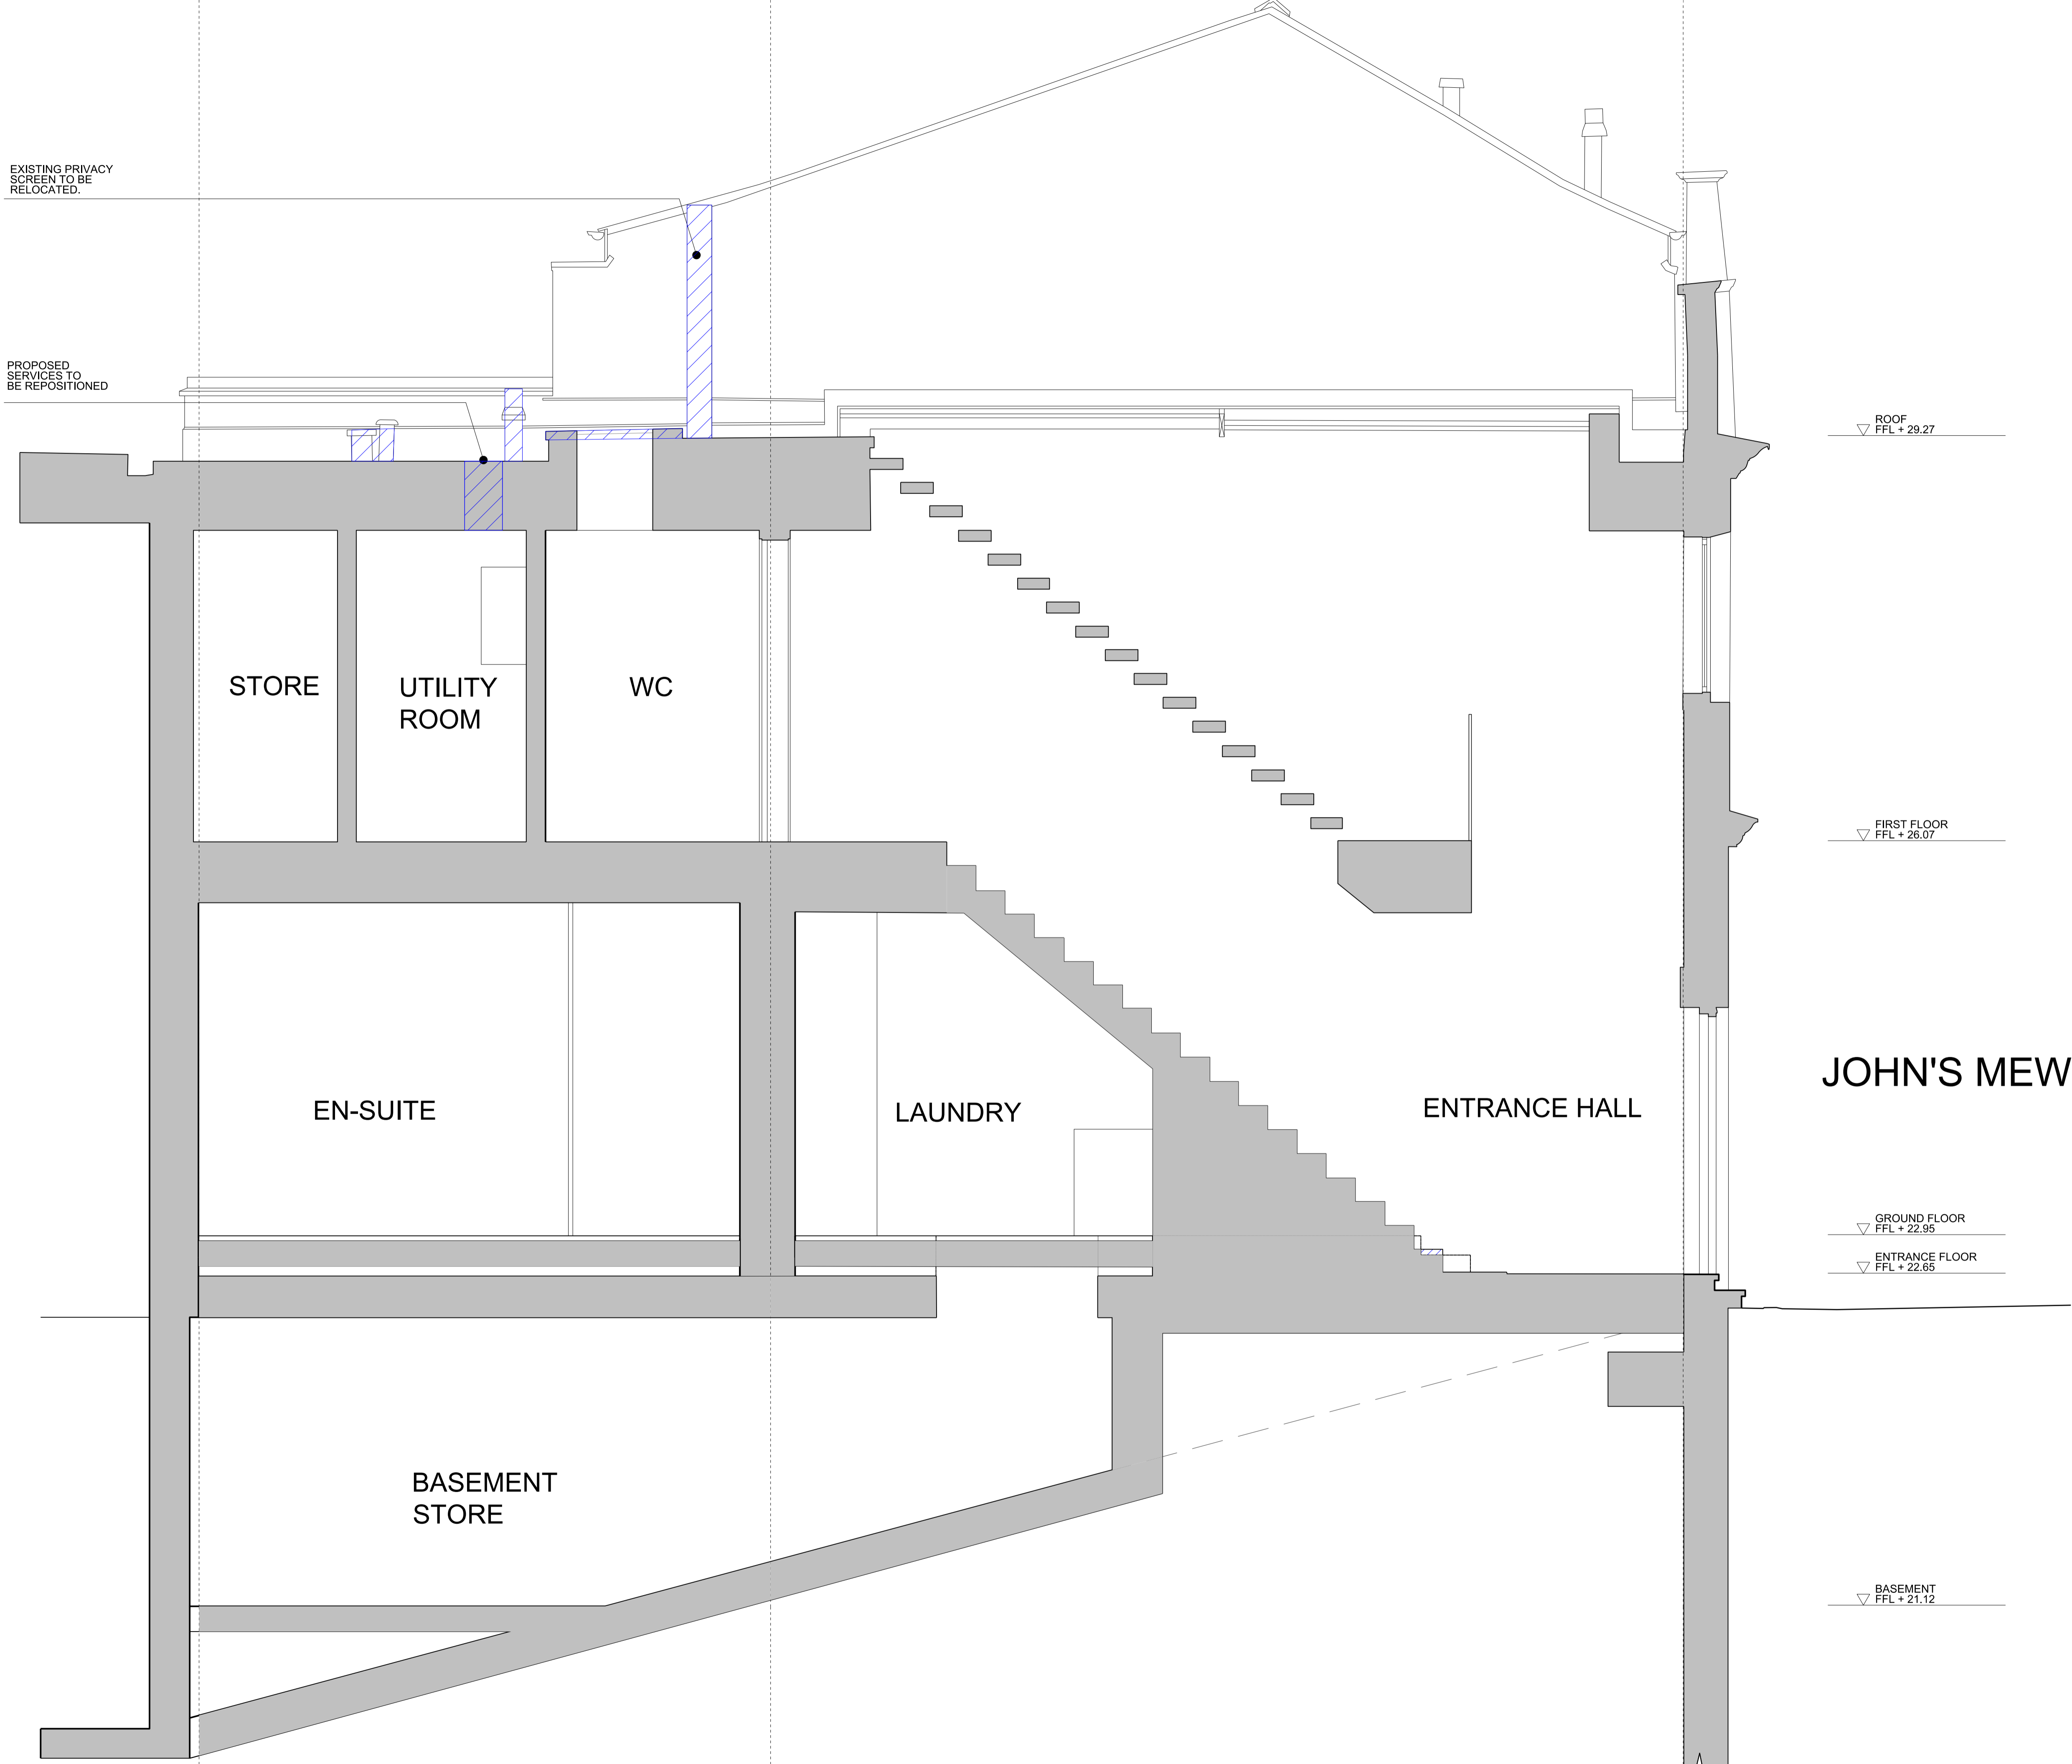 EXISTING PRIVACY
SCREEN TO BE
RELOCATED.
PROPOSED
SERVICES TO
BE REPOSITIONED
ROOF
FFL + 29.27
STORE
UTILITY
ROOM
WC
FIRST FLOOR
FFL + 26.07
EN-SUITE
LAUNDRY
ENTRANCE HALL
JOHN'S MEW
GROUND FLOOR
FFL + 22.95
ENTRANCE FLOOR
FFL + 22.65
BASEMENT
STORE
BASEMENT
FFL + 21.12